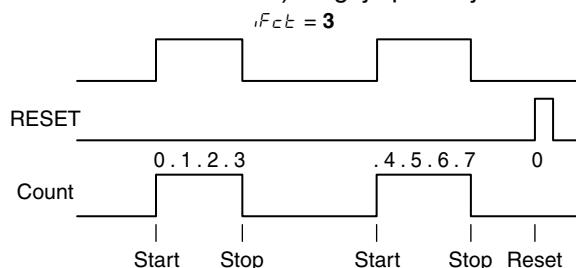 iFct = 3
RESET
0.1.2.3 .4.5.6.7 0
Count
Start Stop Start Stop Reset